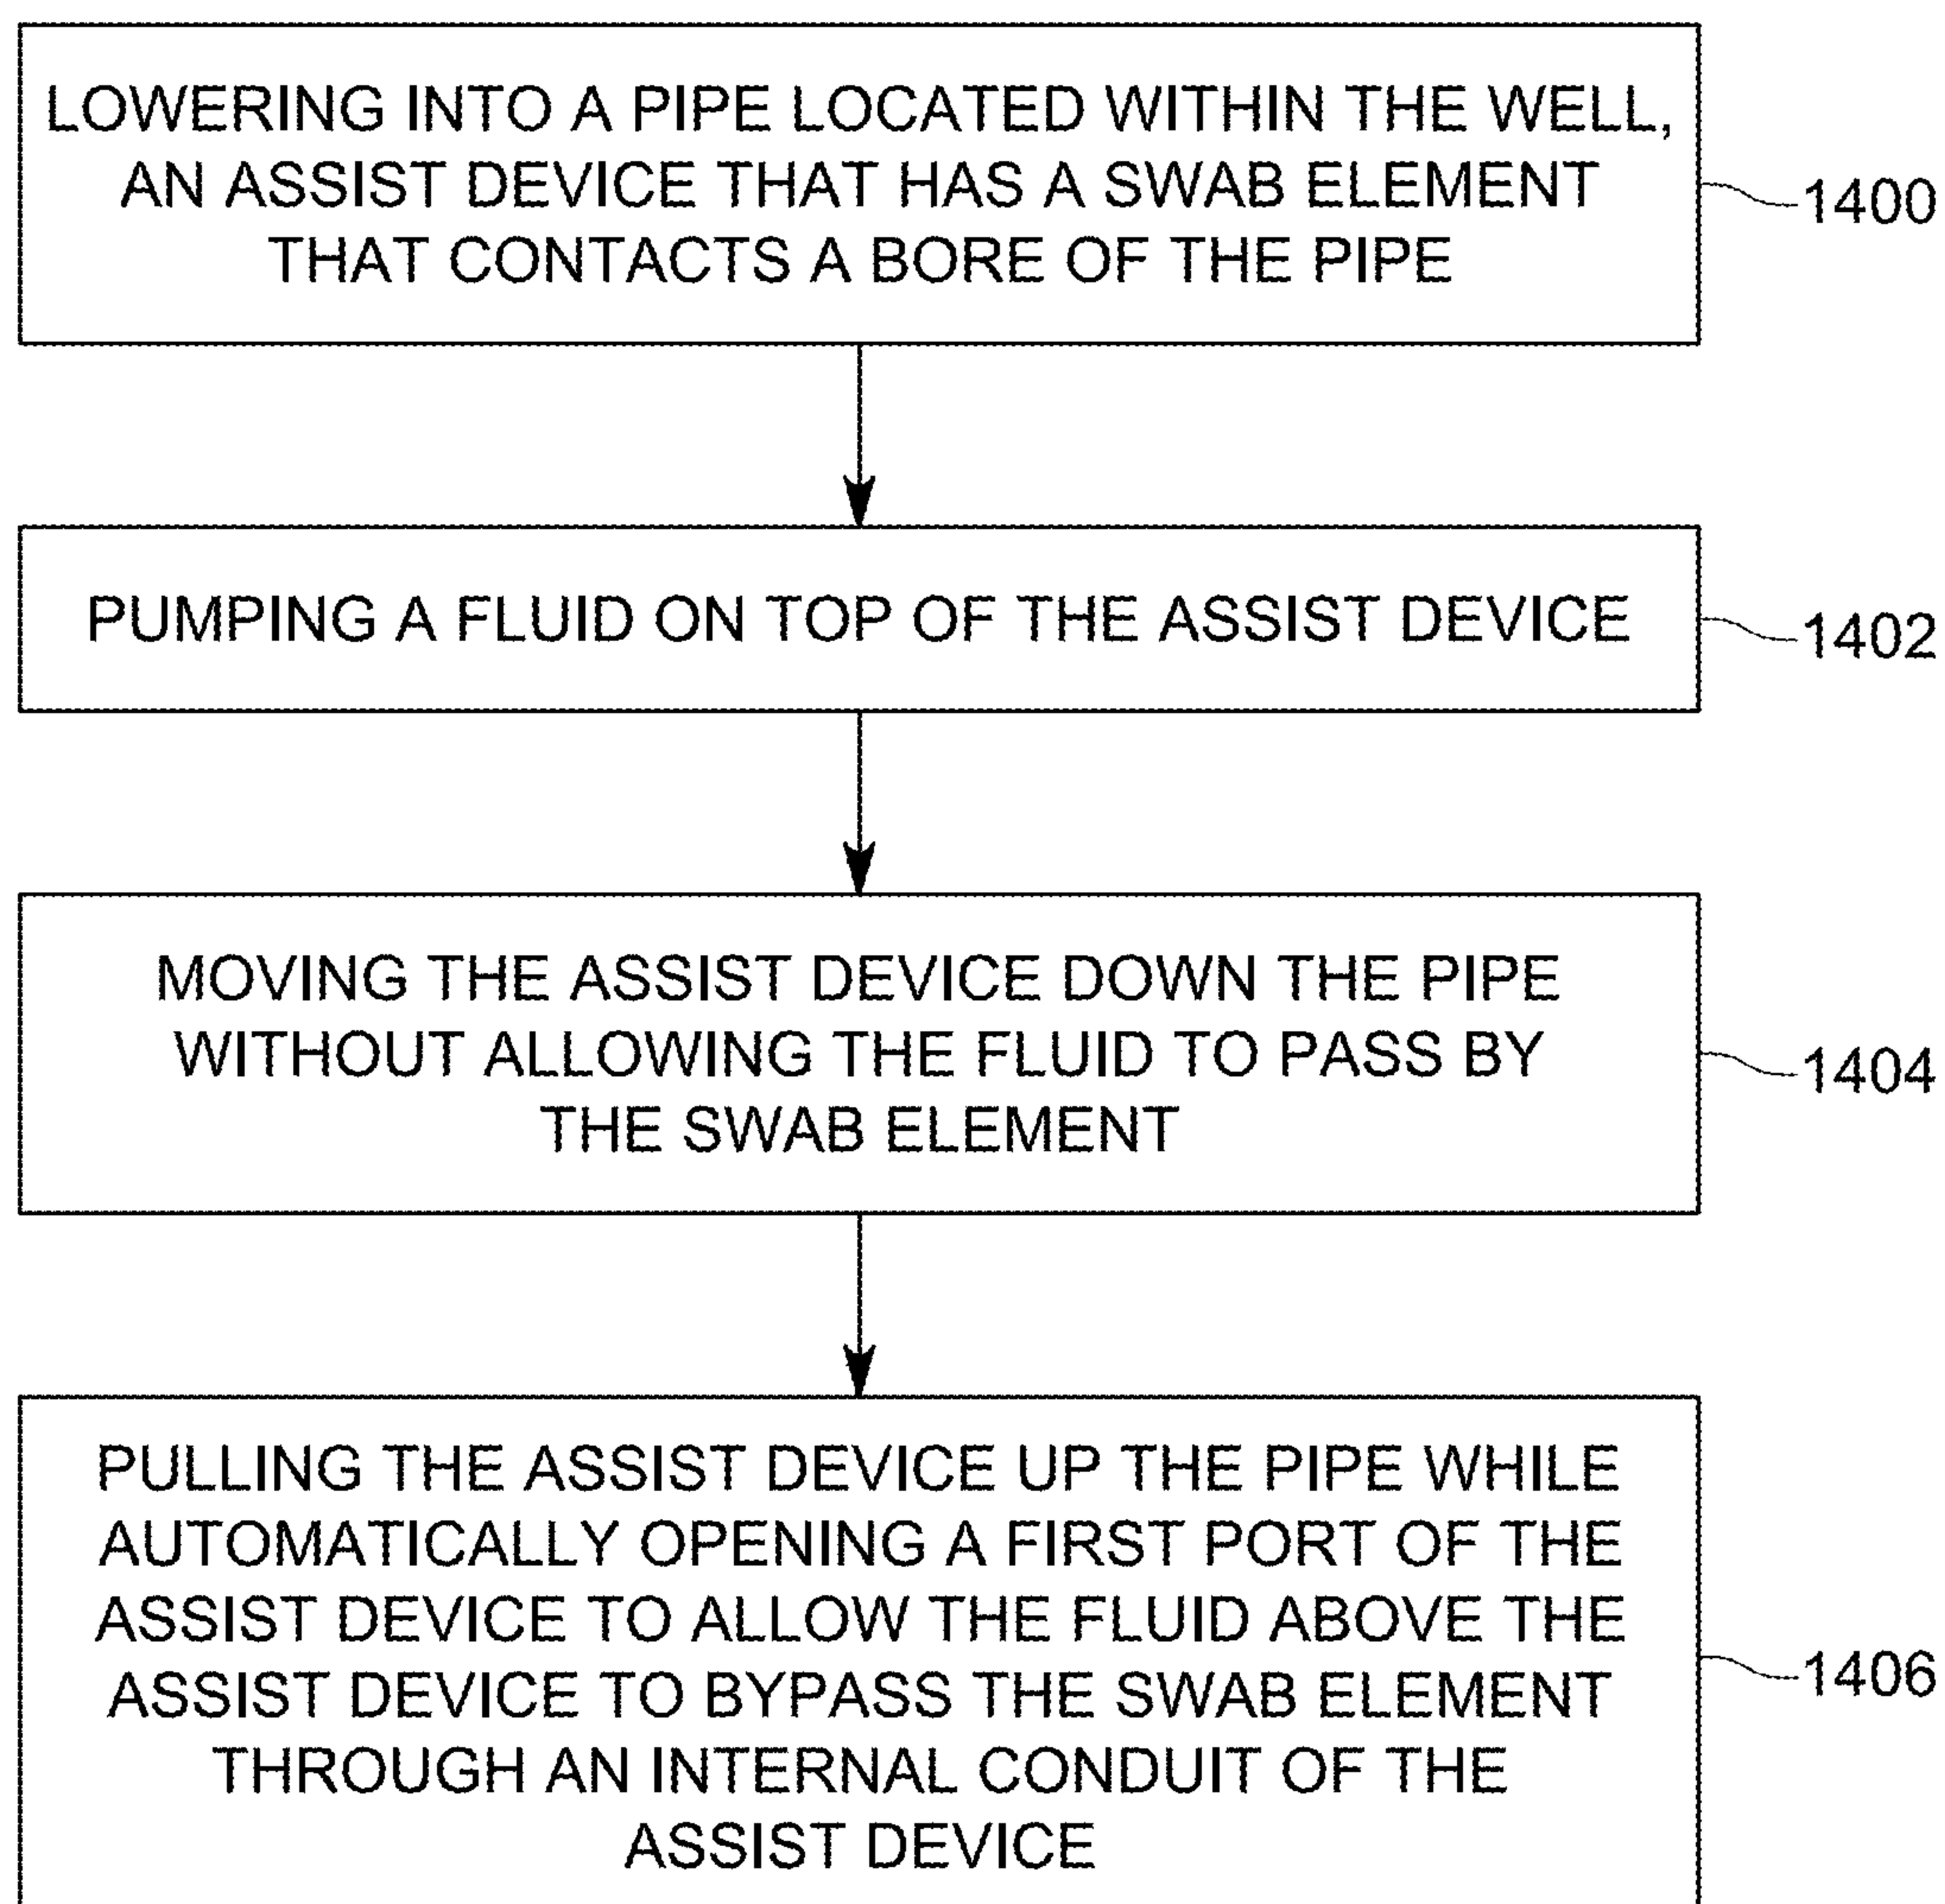 LOWERING INTO A PIPE LOCATED WITHIN THE WELL,
AN ASSIST DEVICE THAT HAS A SWAB ELEMENT
THAT CONTACTS A BORE OF THE PIPE
1400
PUMPING A FLUID ON TOP OF THE ASSIST DEVICE
1402
MOVING THE ASSIST DEVICE DOWN THE PIPE
WITHOUT ALLOWING THE FLUID TO PASS BY
THE SWAB ELEMENT
1404
PULLING THE ASSIST DEVICE UP THE PIPE WHILE
AUTOMATICALLY OPENING A FIRST PORT OF THE
ASSIST DEVICE TO ALLOW THE FLUID ABOVE THE
ASSIST DEVICE TO BYPASS THE SWAB ELEMENT
THROUGH AN INTERNAL CONDUIT OF THE
ASSIST DEVICE
1406